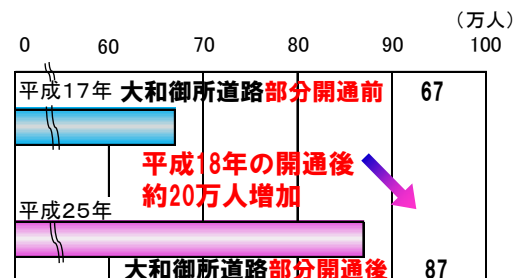 (万人)
0 60 70 80 90 100
平成17年 大和御所道路部分開通前 67
平成18年の開通後
約20万人増加
平成25年
大和御所道路部分開通後 87